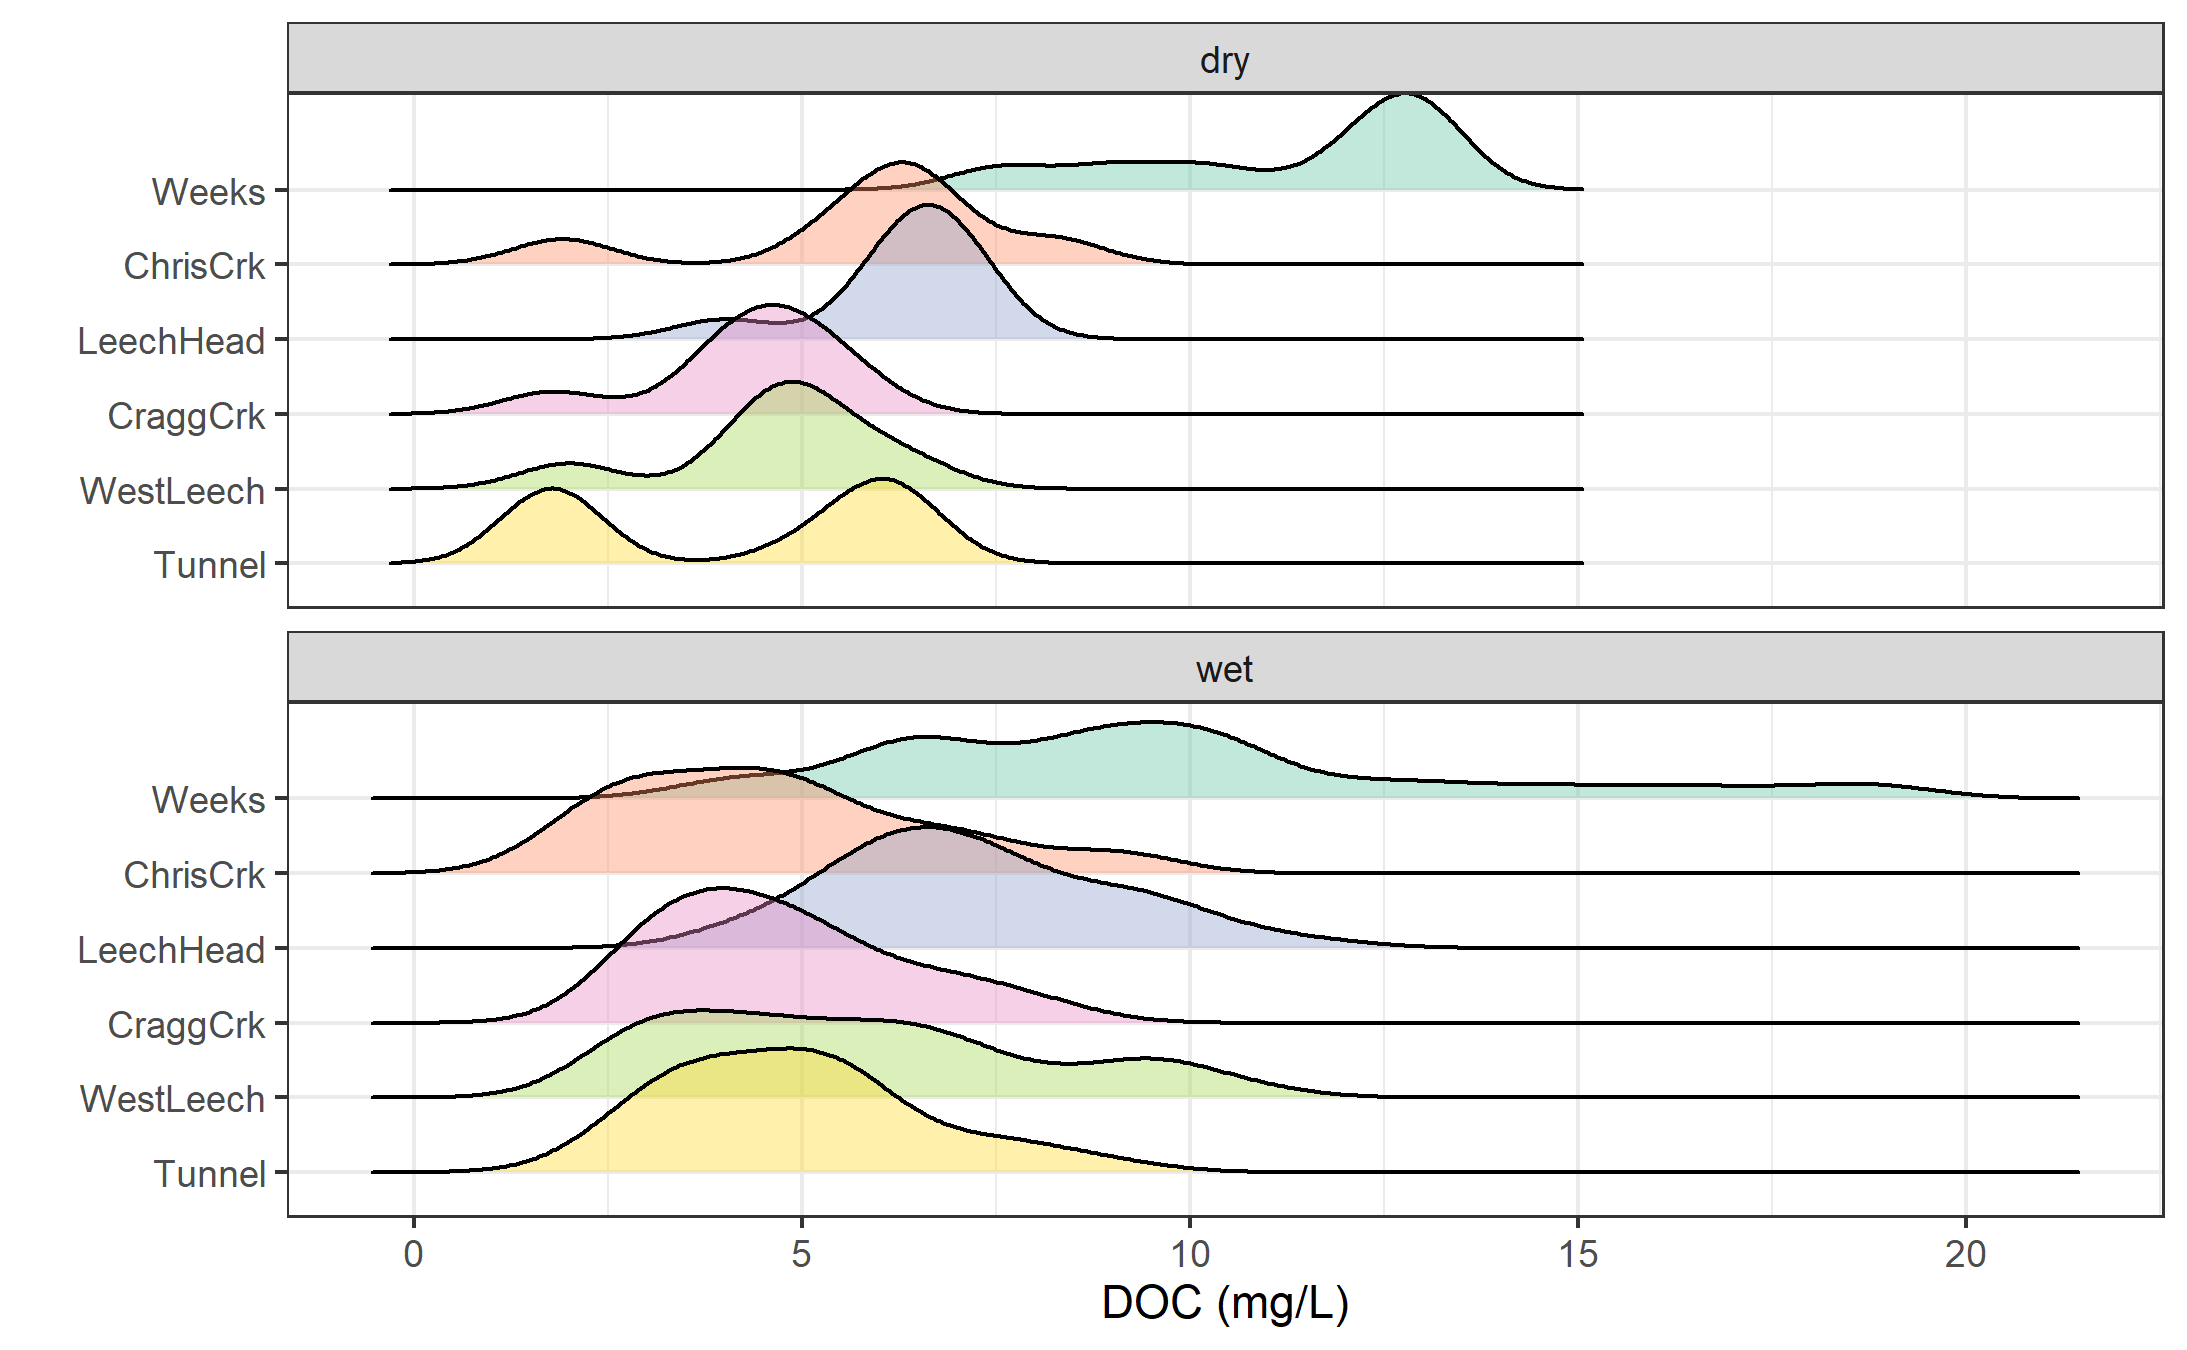 dry
Weeks
ChrisCrk
LeechHead
CraggCrk
WestLeech
Tunnel
wet
Weeks
ChrisCrk
LeechHead
CraggCrk
WestLeech
Tunnel
0 5 10 15 20
DOC (mg/L)